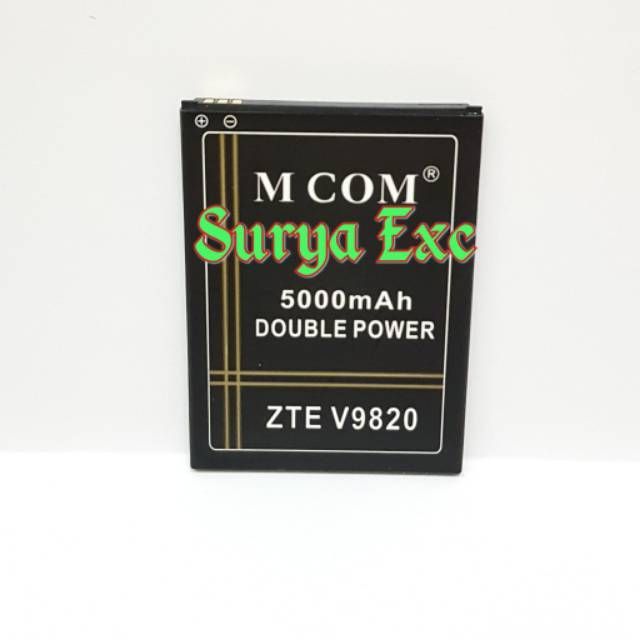 ⊕ ⊖
M COM®
Surya Exc
5000mAh
DOUBLE POWER
ZTE V9820